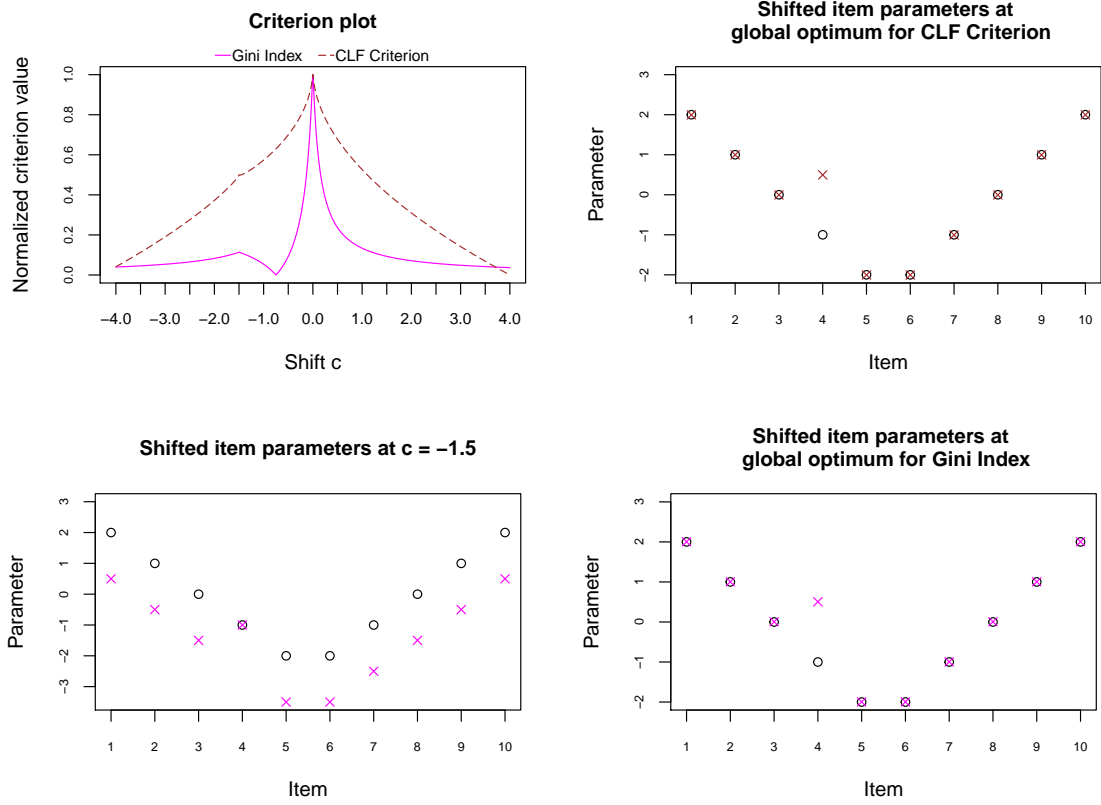 Criterion plot
Gini Index CLF Criterion
Normalized criterion value
1.0
0.8
0.6
0.4
0.2
0.0
−4.0 −3.0 −2.0 −1.0 0.0 1.0 2.0 3.0 4.0
Shift c
Shifted item parameters at
global optimum for CLF Criterion
Parameter
3
2
1
0
−1
−2
1 2 3 4 5 6 7 8 9 10
Item
Shifted item parameters at c = −1.5
Parameter
3
2
1
0
−1
−2
−3
1 2 3 4 5 6 7 8 9 10
Item
Shifted item parameters at
global optimum for Gini Index
Parameter
3
2
1
0
−1
−2
1 2 3 4 5 6 7 8 9 10
Item